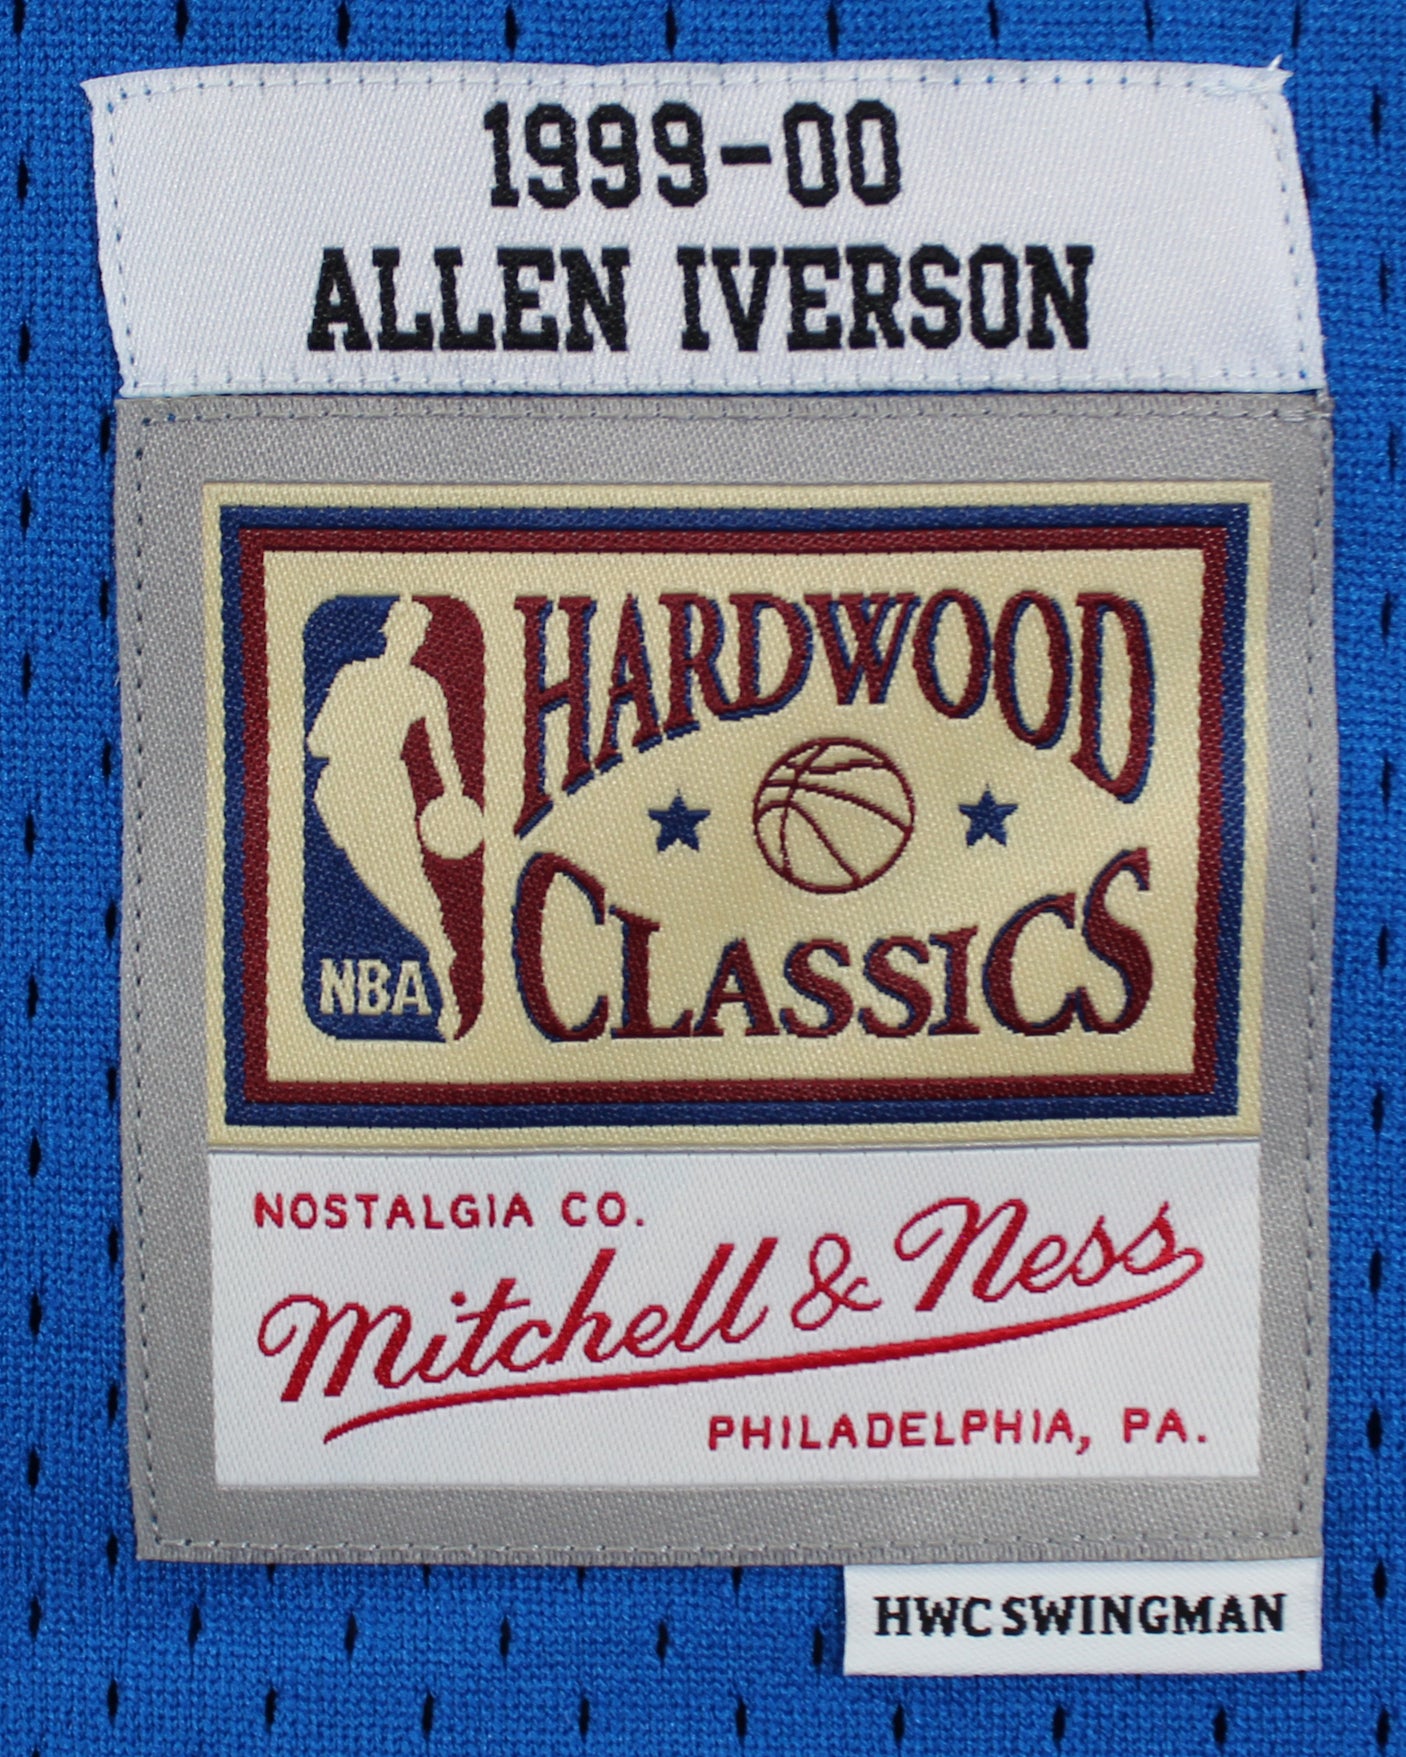 1999-00
ALLEN IVERSON
HARDWOOD
CLASSICS
NBA
NOSTALGIA CO.
Mitchell & Ness
PHILADELPHIA, PA.
HWC SWINGMAN